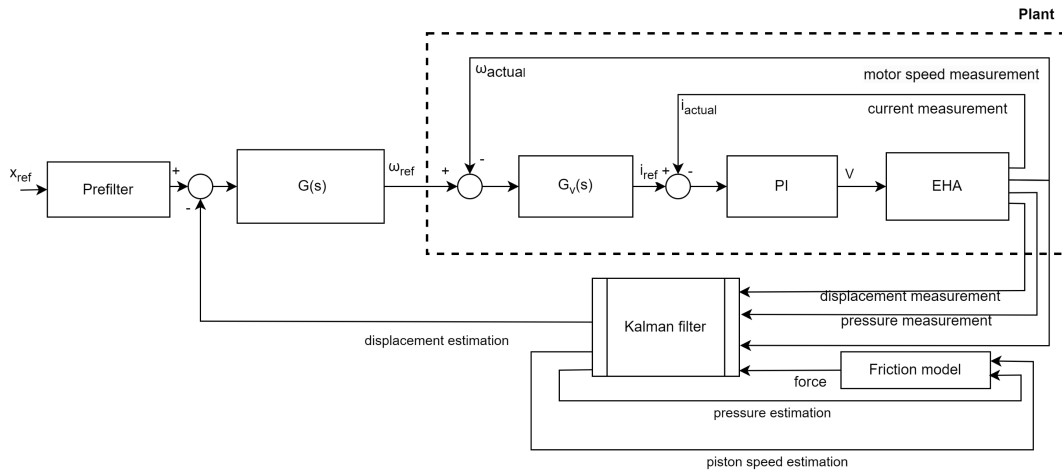 Plant
ωactual
motor speed measurement
iactual
current measurement
xref
Prefilter
+
-
G(s)
ωref
+
-
Gv(s)
iref
+
-
PI
V
EHA
displacement measurement
pressure measurement
Kalman filter
displacement estimation
Friction model
force
pressure estimation
piston speed estimation